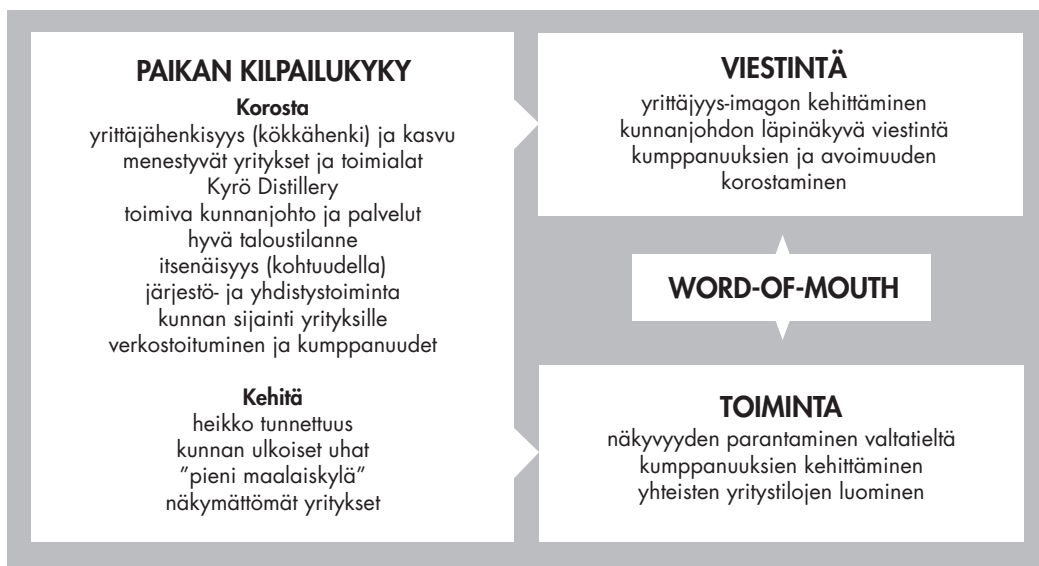 PAIKAN KILPAILUKYKY
Korosta
yrittäjähenkisyys (kökkähenki) ja kasvu
menestyvät yritykset ja toimialat
Kyrö Distillery
toimiva kunnanjohto ja palvelut
hyvä taloustilanne
itsenäisyys (kohtuudella)
järjestö- ja yhdistystoiminta
kunnan sijainti yrityksille
verkostoituminen ja kumppanuudet
Kehitä
heikko tunnettuus
kunnan ulkoiset uhat
”pieni maalaiskylä”
näkymättömät yritykset
VIESTINTÄ
yrittäjyys-imagon kehittäminen
kunnanjohdon läpinäkyvä viestintä
kumppanuuksien ja avoimuuden
korostaminen
WORD-OF-MOUTH
TOIMINTA
näkyvyyden parantaminen valtatieltä
kumppanuuksien kehittäminen
yhteisten yritystilojen luominen